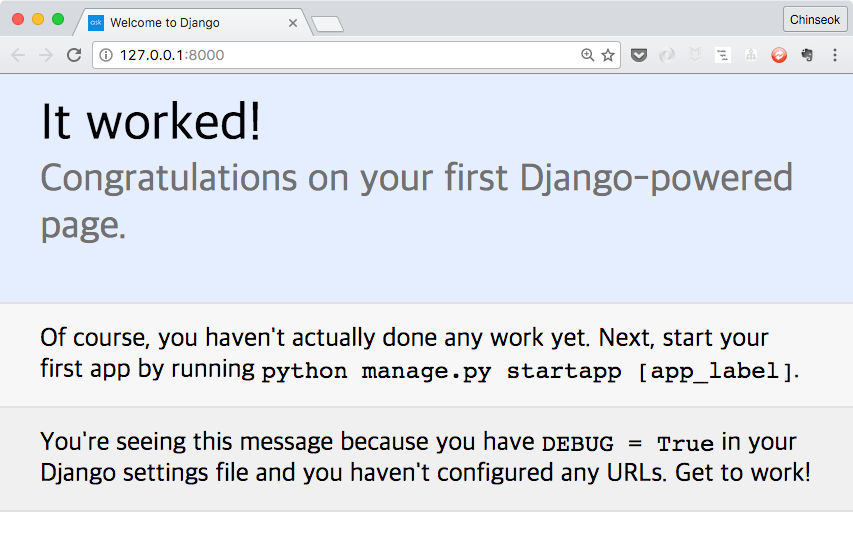 ask Welcome to Django
Chinseok
127.0.0.1:8000
It worked!
Congratulations on your first Django-powered
page.
Of course, you haven't actually done any work yet. Next, start your
first app by running python manage.py startapp [app_label].
You're seeing this message because you have DEBUG = True in your
Django settings file and you haven't configured any URLs. Get to work!